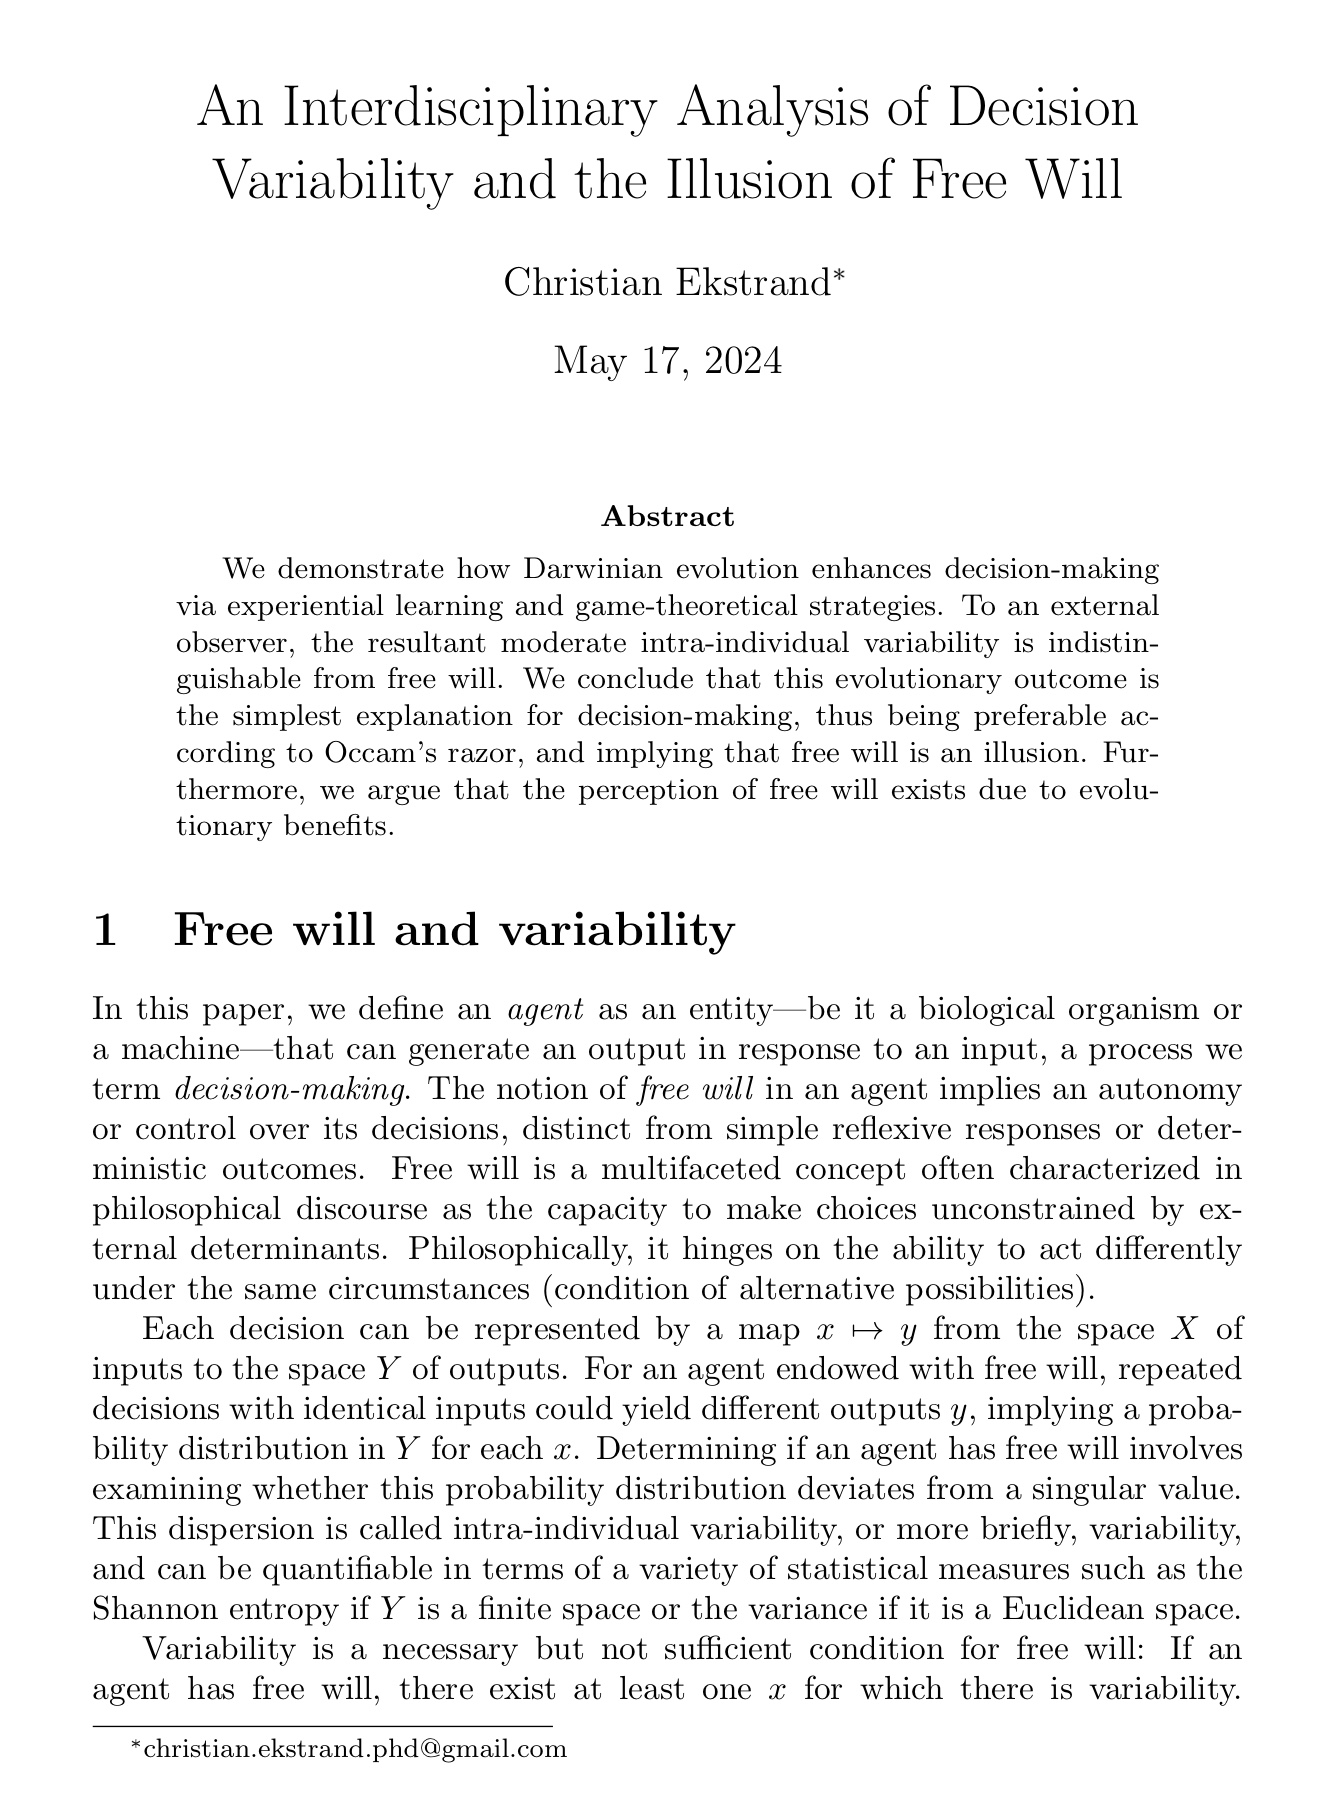 An Interdisciplinary Analysis of Decision
Variability and the Illusion of Free Will
Christian Ekstrand*
May 17, 2024
Abstract
We demonstrate how Darwinian evolution enhances decision-making
via experiential learning and game-theoretical strategies. To an external
observer, the resultant moderate intra-individual variability is indistin-
guishable from free will. We conclude that this evolutionary outcome is
the simplest explanation for decision-making, thus being preferable ac-
cording to Occam's razor, and implying that free will is an illusion. Fur-
thermore, we argue that the perception of free will exists due to evolu-
tionary benefits.
1 Free will and variability
In this paper, we define an agent as an entity—be it a biological organism or
a machine—that can generate an output in response to an input, a process we
term decision-making. The notion of free will in an agent implies an autonomy
or control over its decisions, distinct from simple reflexive responses or deter-
ministic outcomes. Free will is a multifaceted concept often characterized in
philosophical discourse as the capacity to make choices unconstrained by ex-
ternal determinants. Philosophically, it hinges on the ability to act differently
under the same circumstances (condition of alternative possibilities).
Each decision can be represented by a map x ↦ y from the space X of
inputs to the space Y of outputs. For an agent endowed with free will, repeated
decisions with identical inputs could yield different outputs y, implying a proba-
bility distribution in Y for each x. Determining if an agent has free will involves
examining whether this probability distribution deviates from a singular value.
This dispersion is called intra-individual variability, or more briefly, variability,
and can be quantifiable in terms of a variety of statistical measures such as the
Shannon entropy if Y is a finite space or the variance if it is a Euclidean space.
Variability is a necessary but not sufficient condition for free will: If an
agent has free will, there exist at least one x for which there is variability.
*christian.ekstrand.phd@gmail.com